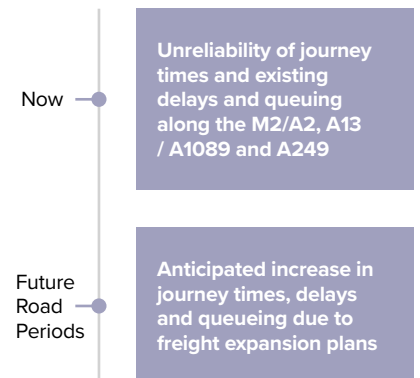 Now
Unreliability of journey
times and existing
delays and queuing
along the M2/A2, A13
/ A1089 and A249
Future
Road
Periods
Anticipated increase in
journey times, delays
and queueing due to
freight expansion plans